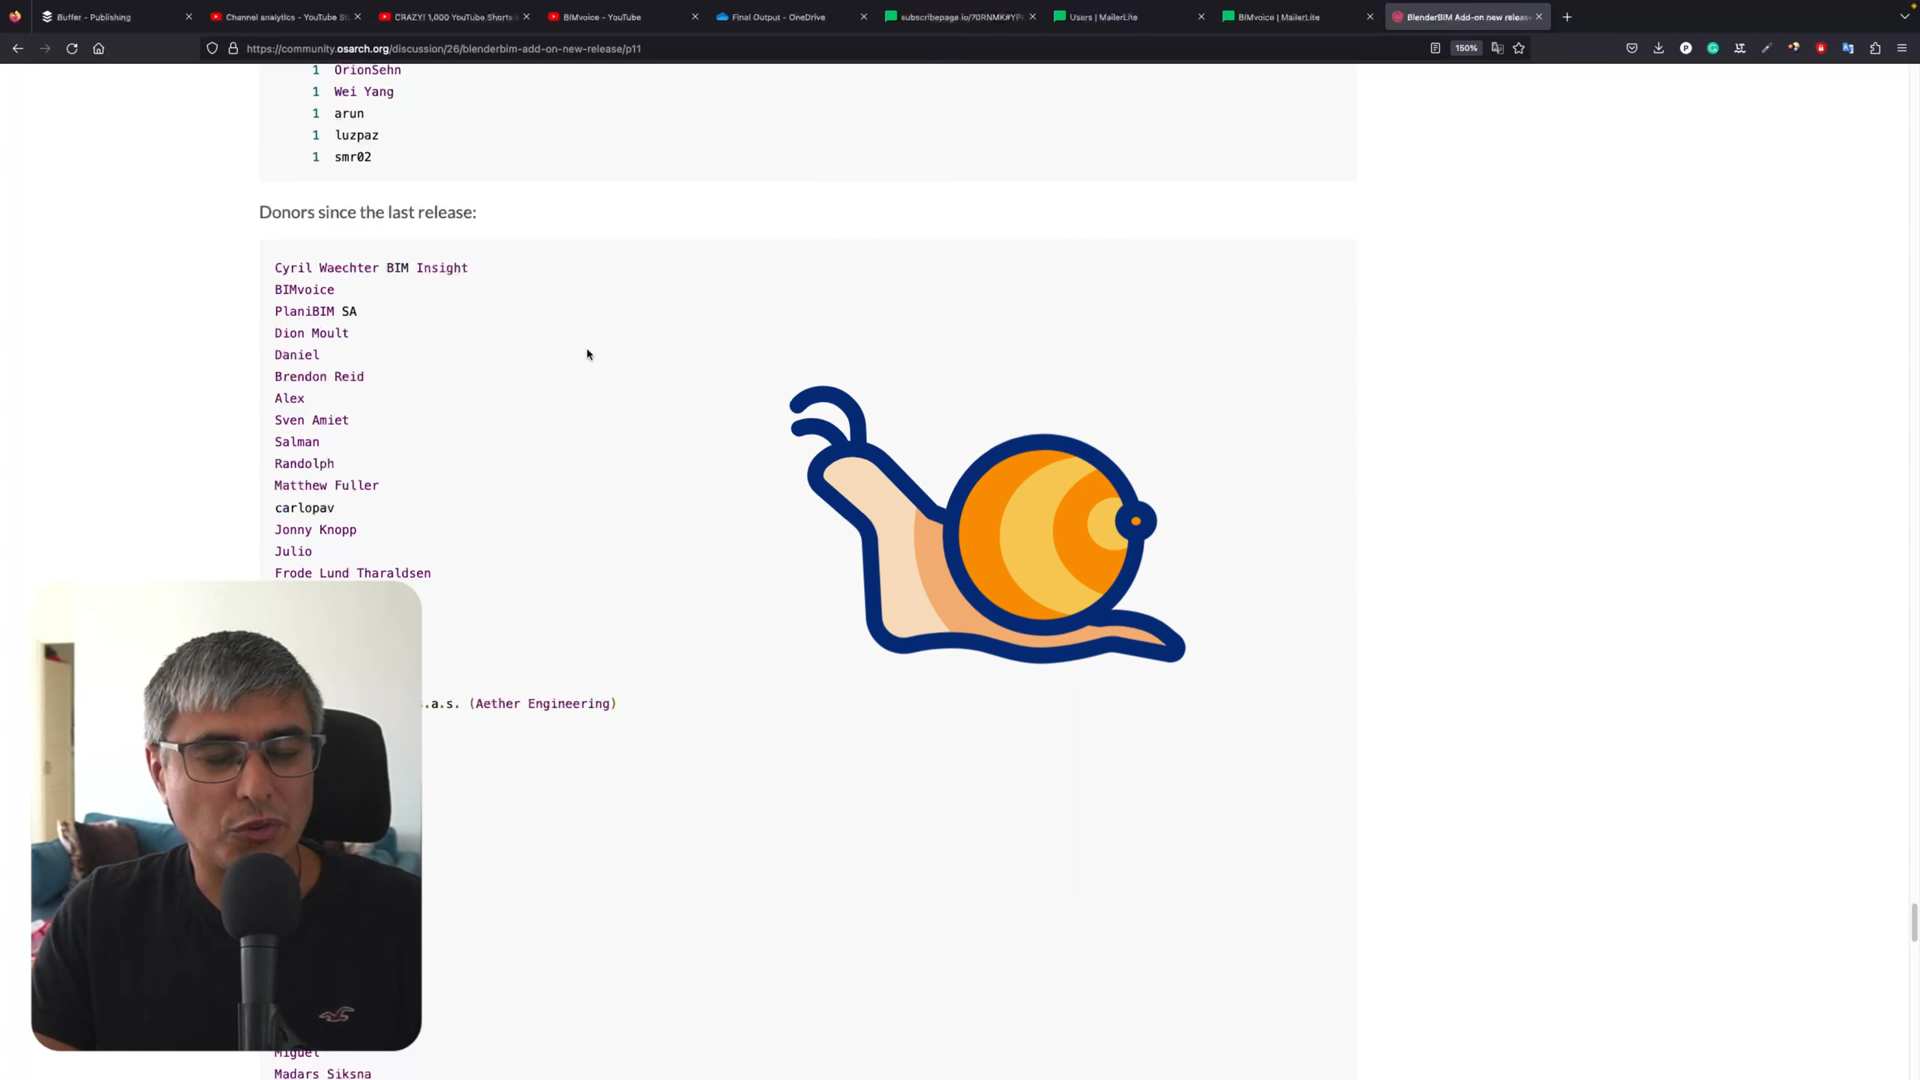 Buffer - Publishing
Channel analytics - YouTube St
CRAZY! 1,000 YouTube Shorts
BIMvoice - YouTube
Final Output - OneDrive
subscribepage.io/70RNMK#YP
Users | MailerLite
BIMvoice | MailerLite
BlenderBIM Add-on new releas
https://community.osarch.org/discussion/26/blenderbim-add-on-new-release/p11
150%
1 OrionSehn
1 Wei Yang
1 arun
1 luzpaz
1 smr02
Donors since the last release:
Cyril Waechter BIM Insight
BIMvoice
PlaniBIM SA
Dion Moult
Daniel
Brendon Reid
Alex
Sven Amiet
Salman
Randolph
Matthew Fuller
carlopav
Jonny Knopp
Julio
Frode Lund Tharaldsen
.a.s. (Aether Engineering)
Miguel
Madars Siksna